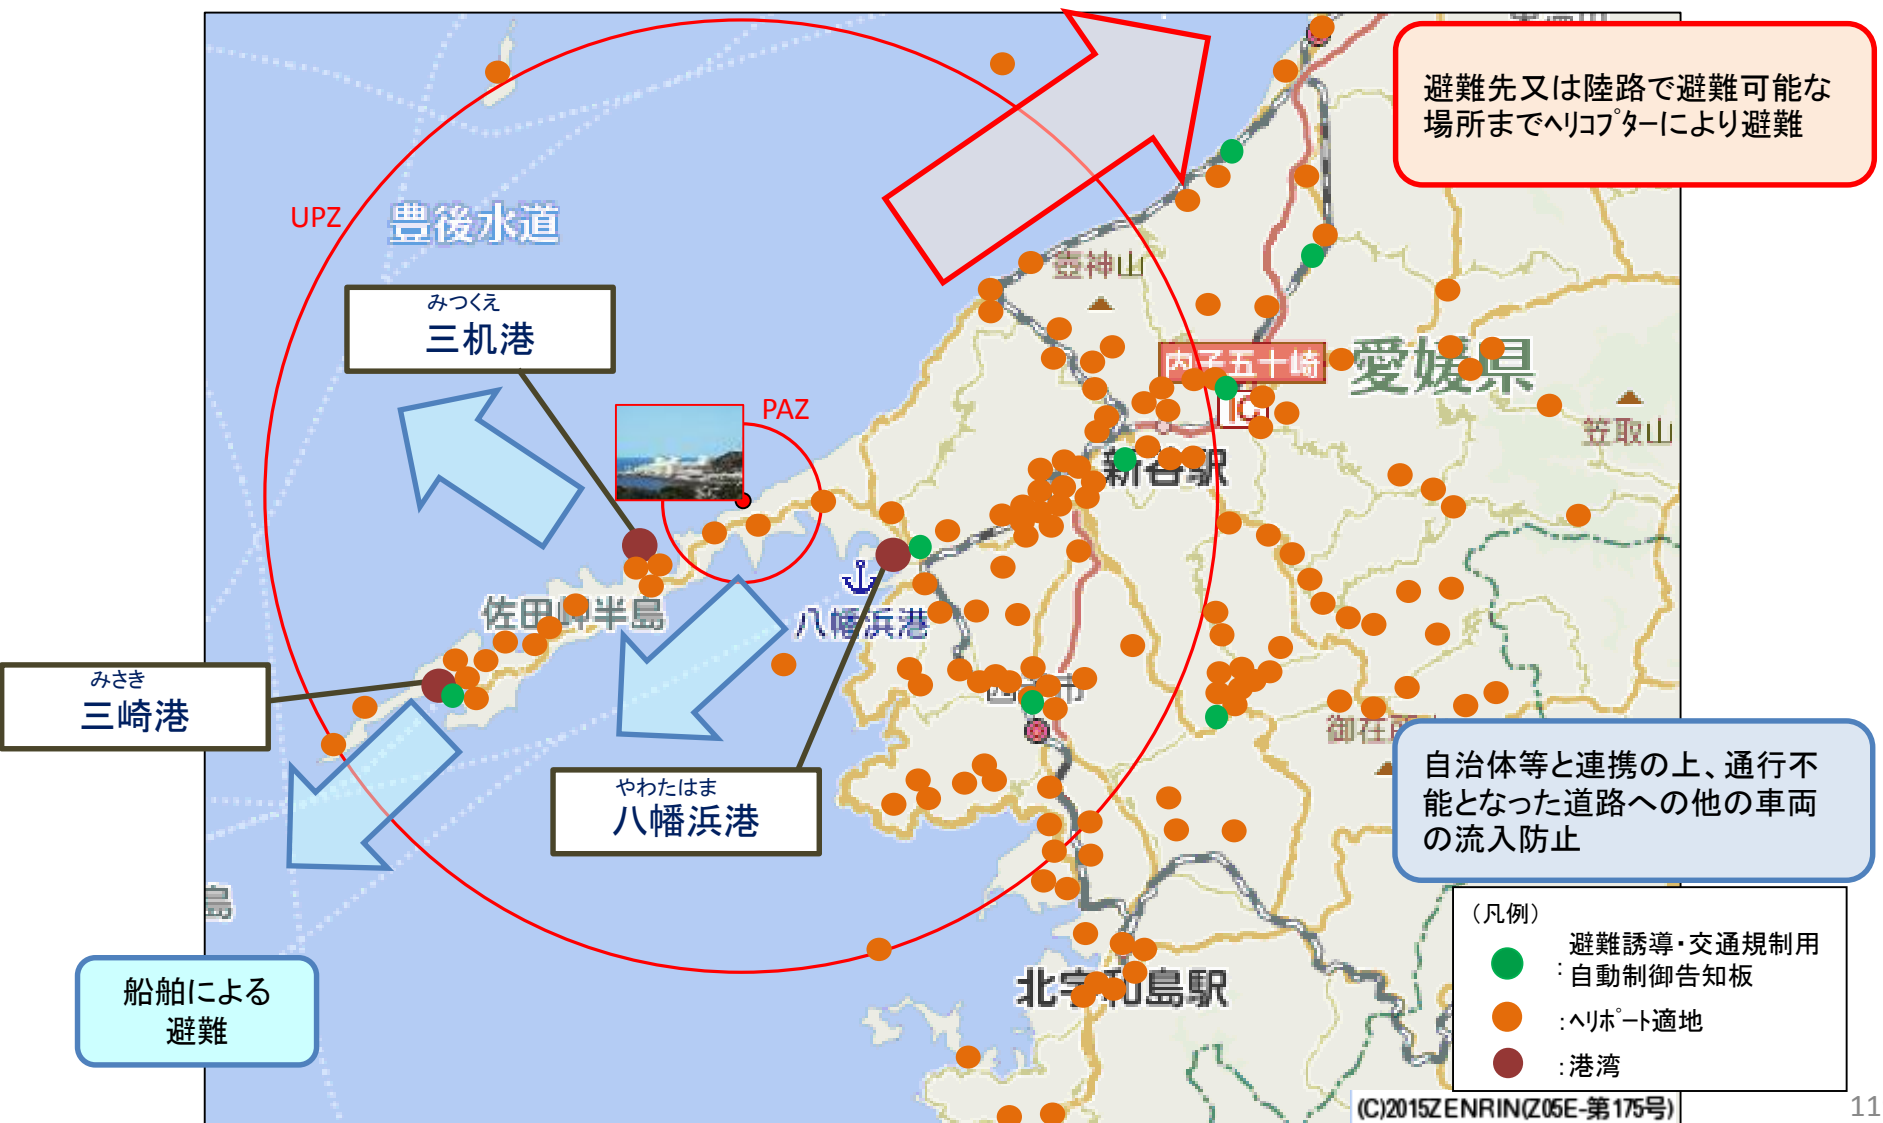 避難先又は陸路で避難可能な
場所までﾍﾘｺﾌﾟﾀｰにより避難
UPZ
豊後水道
壺神山
みつくえ
三机港
内子五十崎
IC
愛媛県
PAZ
笠取山
新谷駅
佐田岬半島
八幡浜港
みさき
三崎港
やわたはま
八幡浜港
自治体等と連携の上、通行不
能となった道路への他の車両
の流入防止
島
（凡例）
避難誘導・交通規制用
：自動制御告知板
：ﾍﾘﾎﾟｰﾄ適地
：港湾
船舶による
避難
北宇和島駅
(C)2015ZENRIN(Z05E-第175号)
11